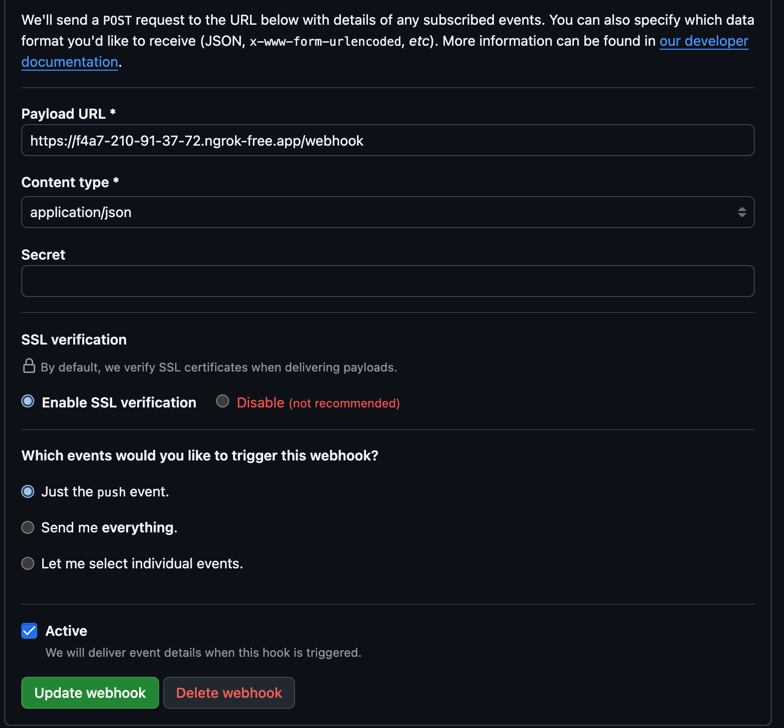 We'll send a POST request to the URL below with details of any subscribed events. You can also specify which data
format you'd like to receive (JSON, x-www-form-urlencoded, etc). More information can be found in our developer
documentation.
Payload URL *
https://f4a7-210-91-37-72.ngrok-free.app/webhook
Content type *
application/json
Secret
SSL verification
By default, we verify SSL certificates when delivering payloads.
Enable SSL verification Disable (not recommended)
Which events would you like to trigger this webhook?
Just the push event.
Send me everything.
Let me select individual events.
Active
We will deliver event details when this hook is triggered.
Update webhook Delete webhook